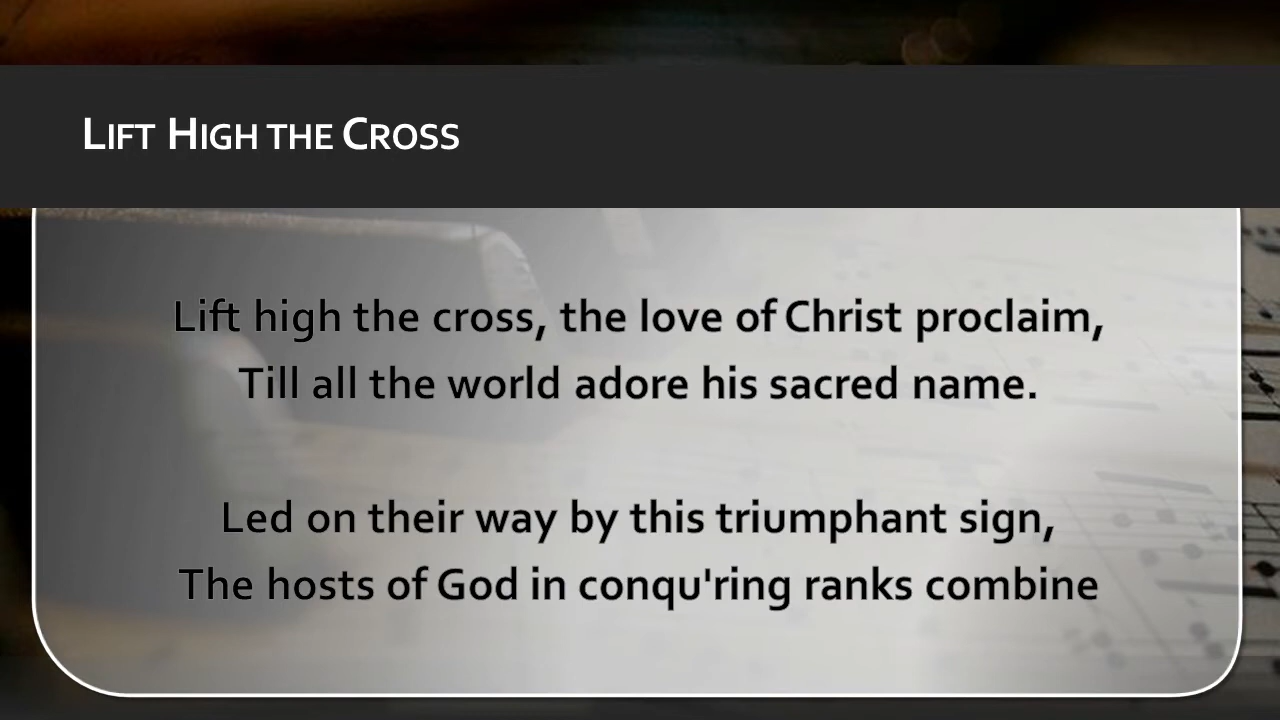 Lift High the Cross
Lift high the cross, the love of Christ proclaim,
Till all the world adore his sacred name.
Led on their way by this triumphant sign,
The hosts of God in conqu'ring ranks combine